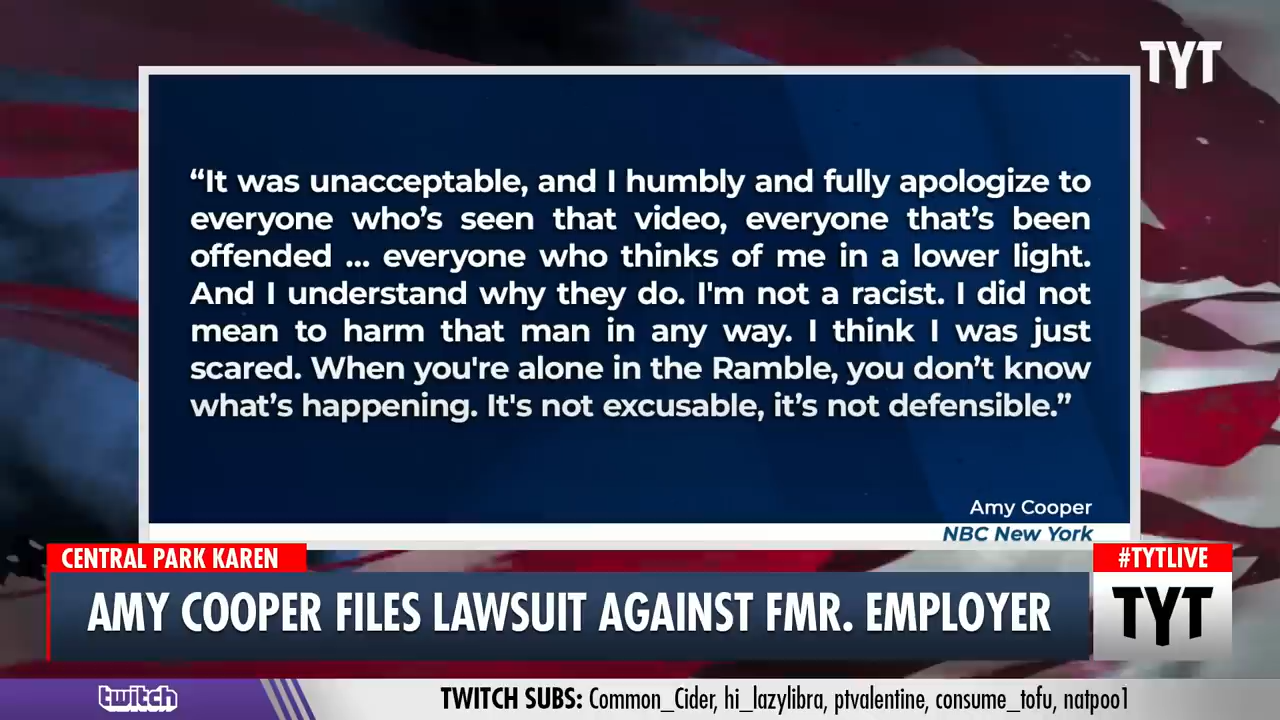 TYT
“It was unacceptable, and I humbly and fully apologize to
everyone who’s seen that video, everyone that’s been
offended ... everyone who thinks of me in a lower light.
And I understand why they do. I'm not a racist. I did not
mean to harm that man in any way. I think I was just
scared. When you're alone in the Ramble, you don’t know
what’s happening. It's not excusable, it’s not defensible.”
Amy Cooper
NBC New York
CENTRAL PARK KAREN
#TYTLIVE
AMY COOPER FILES LAWSUIT AGAINST FMR. EMPLOYER
TYT
twitch
TWITCH SUBS: Common_Cider, hi_lazylibra, ptvalentine, consume_tofu, natpoo1